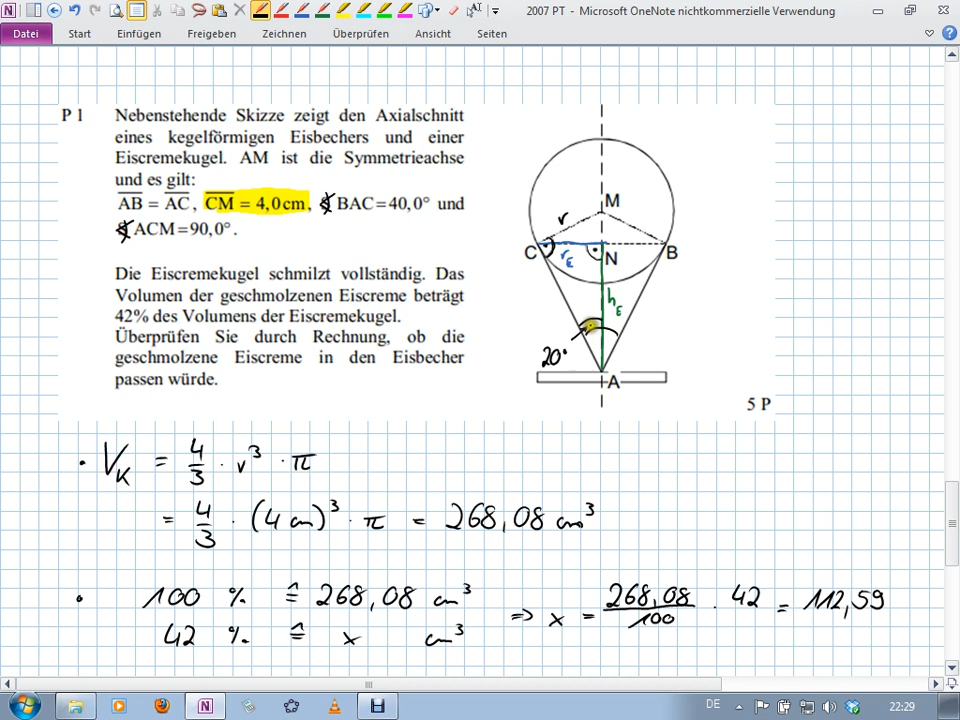 2007 PT - Microsoft OneNote nichtkommerzielle Verwendung
Datei Start Einfügen Freigeben Zeichnen Überprüfen Ansicht Seiten
P 1 Nebenstehende Skizze zeigt den Axialschnitt
eines kegelförmigen Eisbechers und einer
Eiscremekugel. AM ist die Symmetrieachse
und es gilt:
AB = AC, CM = 4,0cm, ∢BAC=40,0° und
∢ACM=90,0°.
Die Eiscremekugel schmilzt vollständig. Das
Volumen der geschmolzenen Eiscreme beträgt
42% des Volumens der Eiscremekugel.
Überprüfen Sie durch Rechnung, ob die
geschmolzene Eiscreme in den Eisbecher
passen würde.
M
r
C r_E N B
h_E
20°
A
5 P
• V_K = 4/3 · r³ · π
= 4/3 · (4 cm)³ · π = 268,08 cm³
• 100 % ≙ 268,08 cm³ => x = 268,08/100 · 42 = 112,59
42 % ≙ x cm³
DE 22:29